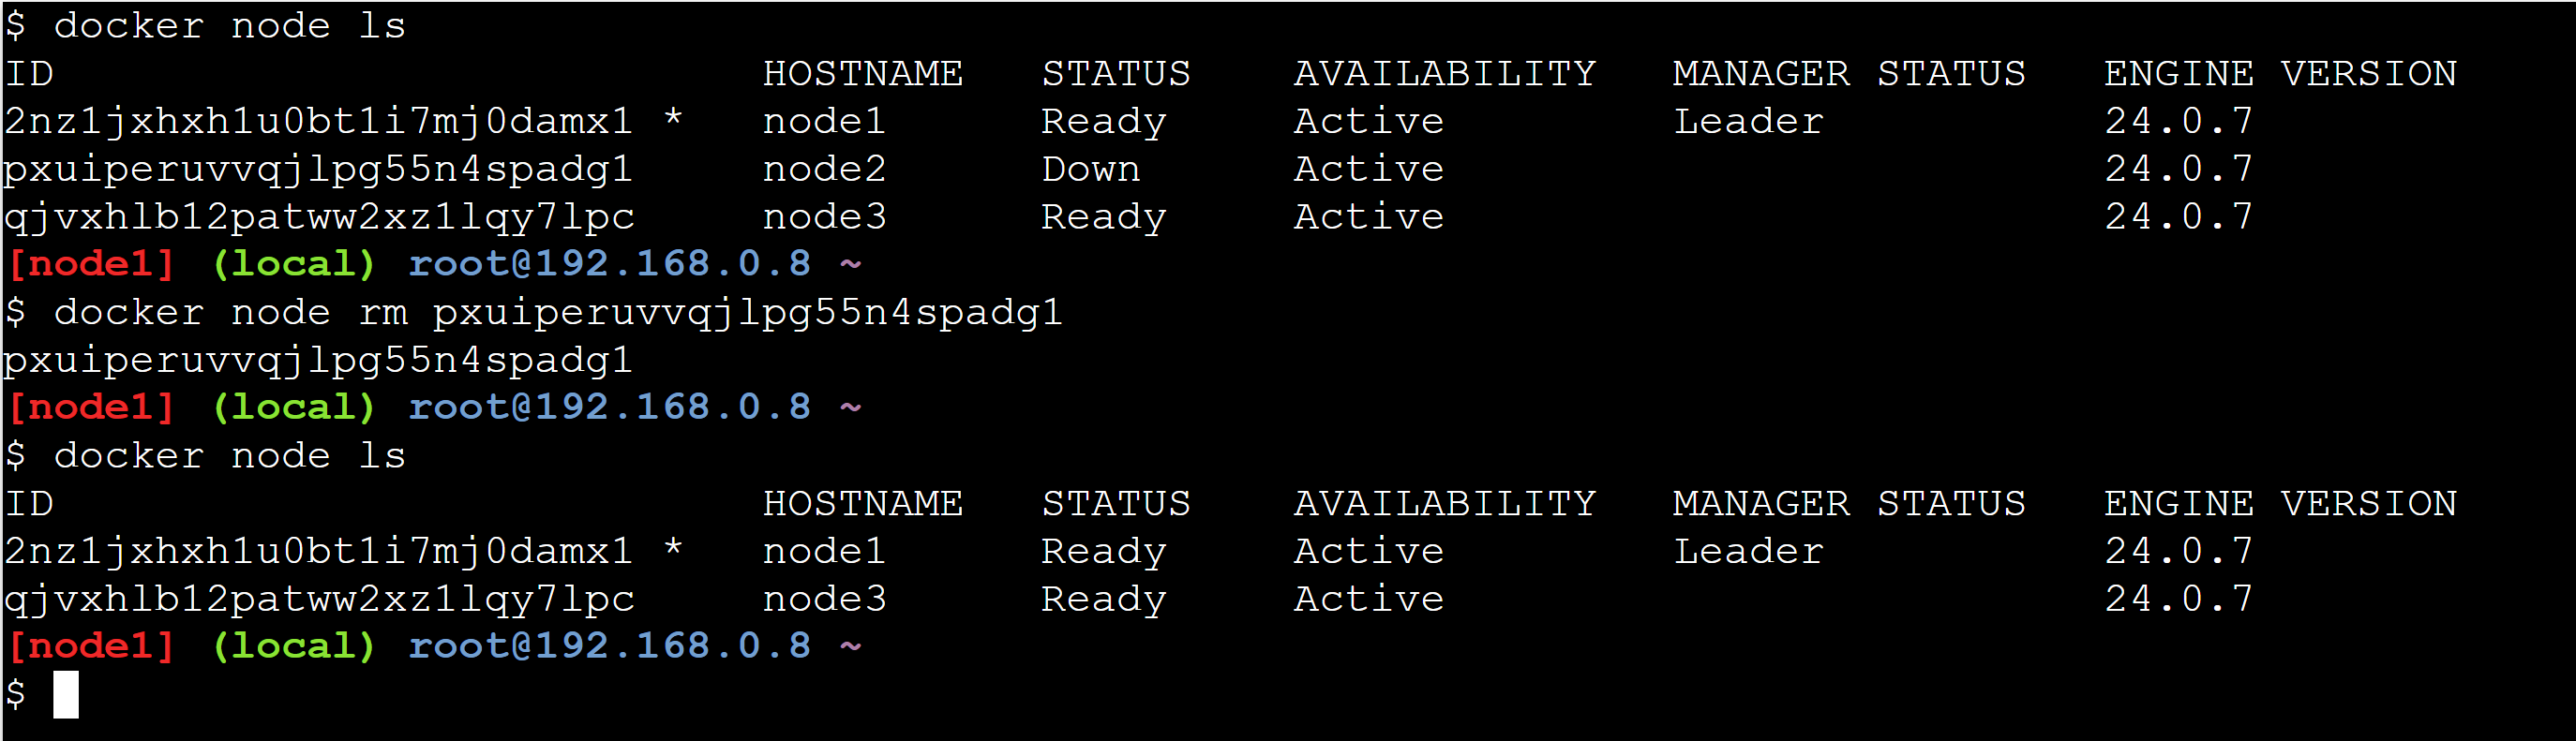 $ docker node ls
ID                            HOSTNAME   STATUS    AVAILABILITY   MANAGER STATUS   ENGINE VERSION
2nz1jxhxh1u0bt1i7mj0damx1 *   node1      Ready     Active         Leader           24.0.7
pxuiperuvvqjlpg55n4spadg1     node2      Down      Active                          24.0.7
qjvxhlb12patww2xz1lqy7lpc     node3      Ready     Active                          24.0.7
[node1] (local) root@192.168.0.8 ~
$ docker node rm pxuiperuvvqjlpg55n4spadg1
pxuiperuvvqjlpg55n4spadg1
[node1] (local) root@192.168.0.8 ~
$ docker node ls
ID                            HOSTNAME   STATUS    AVAILABILITY   MANAGER STATUS   ENGINE VERSION
2nz1jxhxh1u0bt1i7mj0damx1 *   node1      Ready     Active         Leader           24.0.7
qjvxhlb12patww2xz1lqy7lpc     node3      Ready     Active                          24.0.7
[node1] (local) root@192.168.0.8 ~
$